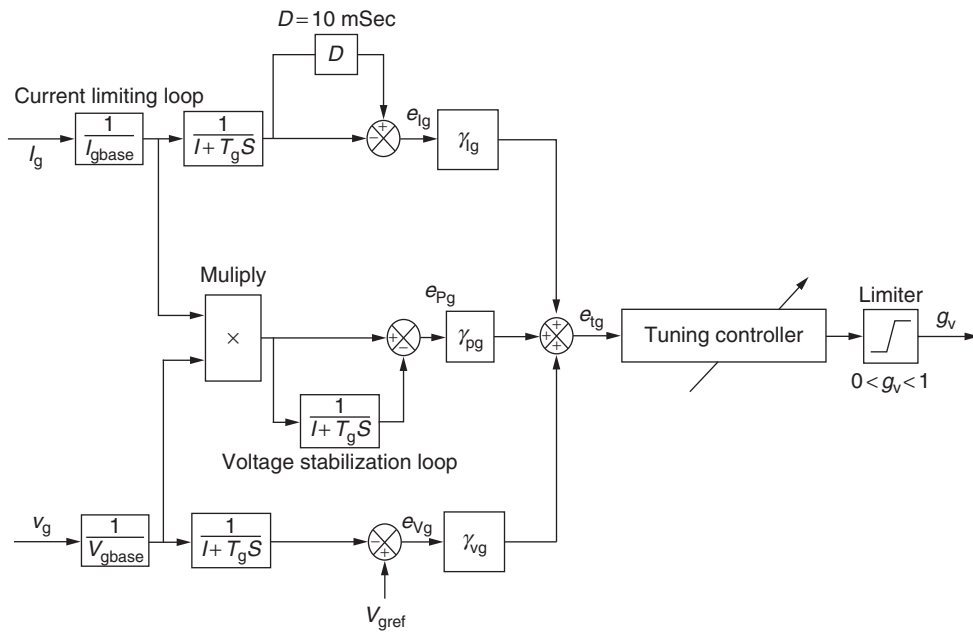 D = 10 mSec
D
Current limiting loop
I_g
1
I_gbase
1
I + T_g S
+
−
e_Ig
γ_Ig
Muliply
×
+
−
e_Pg
γ_pg
+
+
+
e_tg
Tuning controller
Limiter
g_v
0 < g_v < 1
1
I + T_g S
Voltage stabilization loop
v_g
1
V_gbase
1
I + T_g S
−
+
e_Vg
γ_vg
V_gref